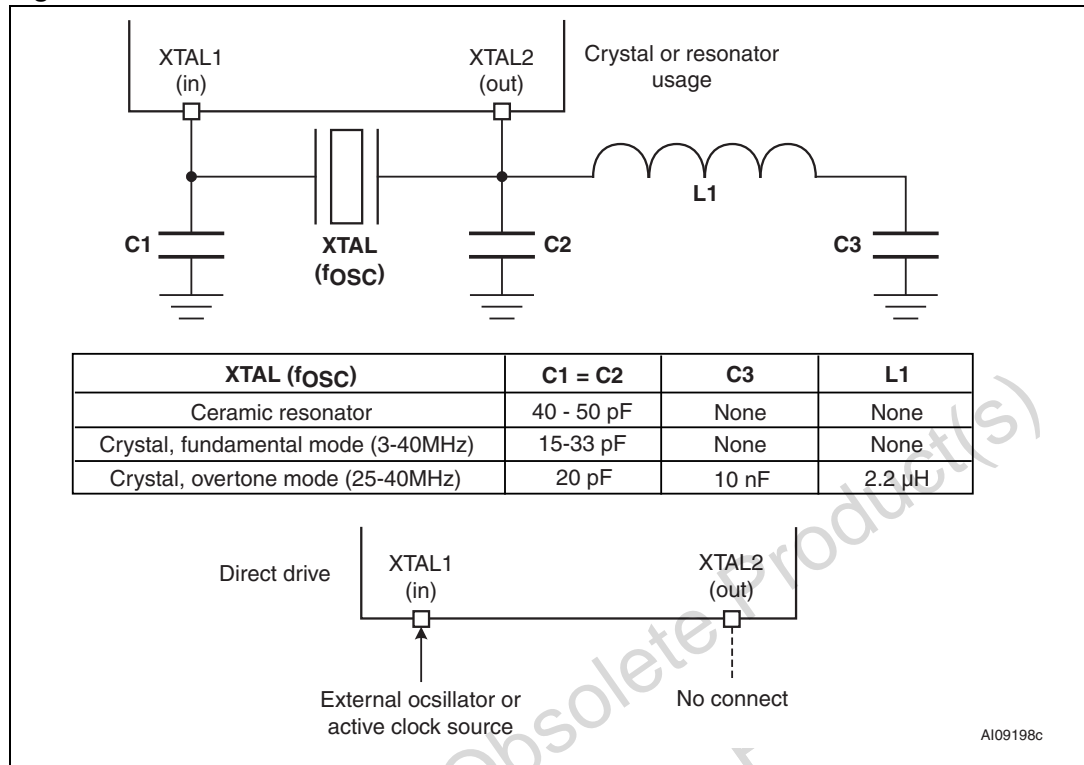 XTAL1
(in)
XTAL2
(out)
Crystal or resonator
usage
L1
C1
XTAL
(fOSC)
C2
C3
XTAL (fOSC) C1 = C2 C3 L1
Ceramic resonator 40 - 50 pF None None
Crystal, fundamental mode (3-40MHz) 15-33 pF None None
Crystal, overtone mode (25-40MHz) 20 pF 10 nF 2.2 µH
Direct drive
XTAL1
(in)
XTAL2
(out)
External ocsillator or
active clock source
No connect
AI09198c
Obsolete Product(s)